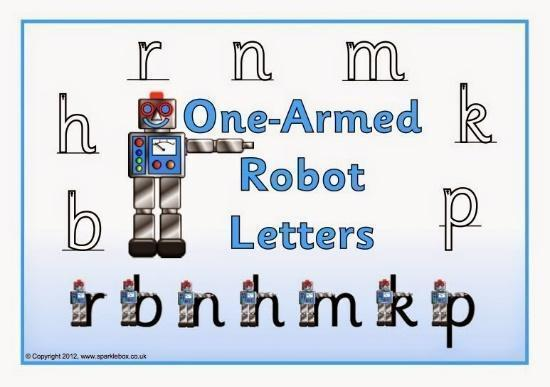 r n m
h
k
One-Armed
Robot
Letters
b
p
r b n h m k p
© Copyright 2012, www.sparklebox.co.uk